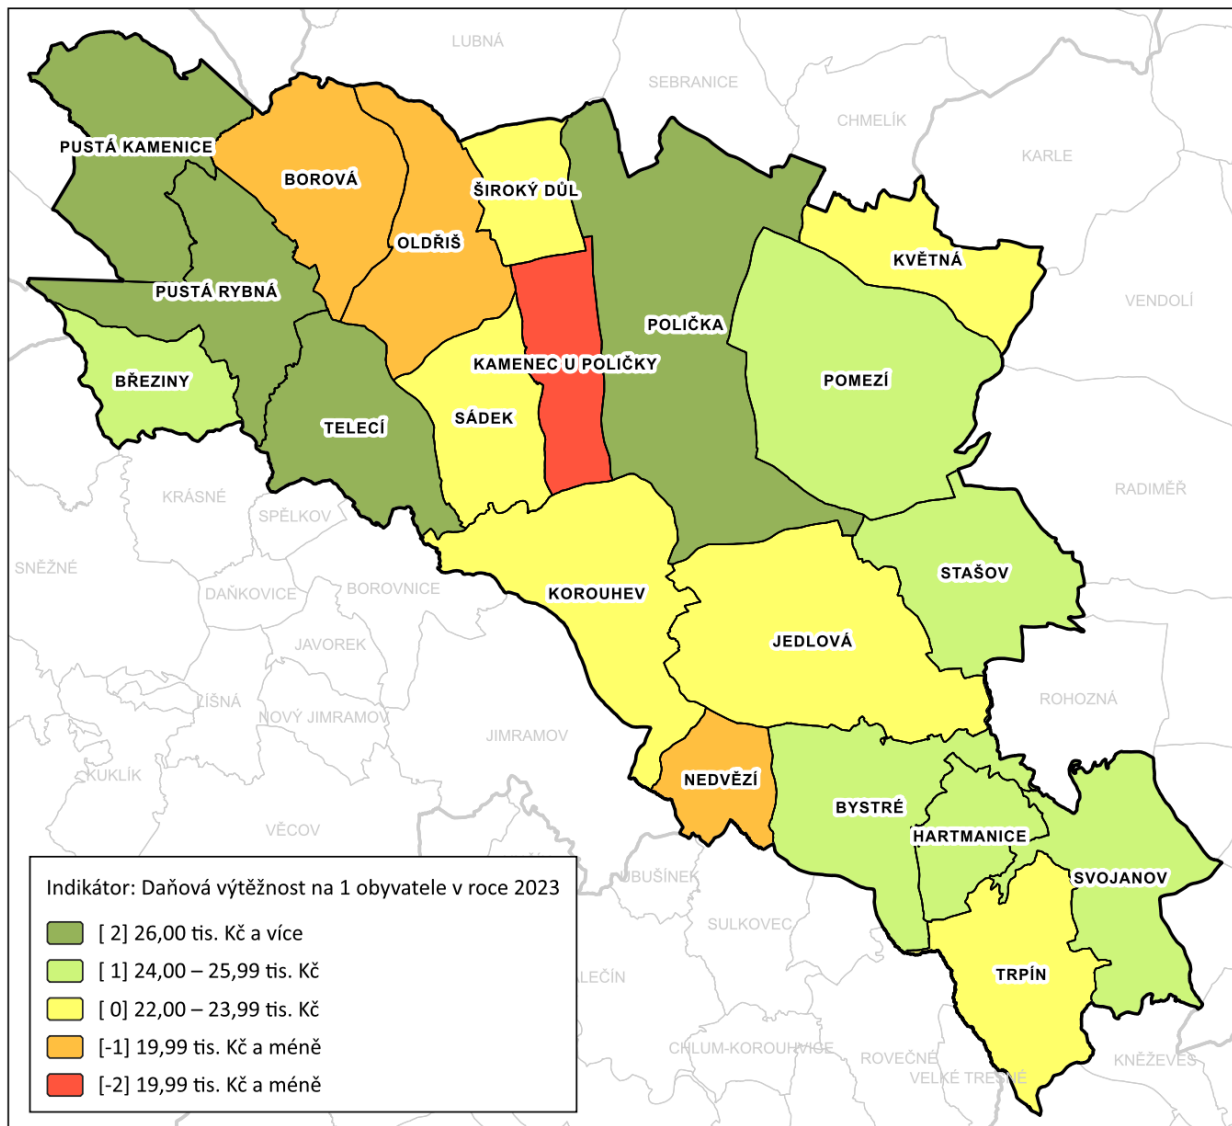 LUBNÁ
SEBRANICE
CHMELÍK
KARLE
PUSTÁ KAMENICE
BOROVÁ
ŠIROKÝ DŮL
OLDŘIŠ
KVĚTNÁ
PUSTÁ RYBNÁ
VENDOLÍ
POLIČKA
KAMENEC U POLIČKY
BŘEZINY
POMEZÍ
SÁDEK
TELECÍ
RADIMĚŘ
KRÁSNÉ
SPĚLKOV
SNĚŽNÉ
STAŠOV
DAŇKOVICE
BOROVNICE
KOROUHEV
JAVOREK
JEDLOVÁ
LÍŠNÁ
ROHOZNÁ
NOVÝ JIMRAMOV
JIMRAMOV
KUKLÍK
NEDVĚZÍ
BYSTRÉ
VĚCOV
HARTMANICE
UBUŠÍNEK
SVOJANOV
SULKOVEC
TRPÍN
CHLUM-KOROUHVICE
ROVEČNÉ
VELKÉ TRESNÉ
KNĚŽEVES
Indikátor: Daňová výtěžnost na 1 obyvatele v roce 2023
[ 2] 26,00 tis. Kč a více
[ 1] 24,00 – 25,99 tis. Kč
[ 0] 22,00 – 23,99 tis. Kč
[-1] 19,99 tis. Kč a méně
[-2] 19,99 tis. Kč a méně